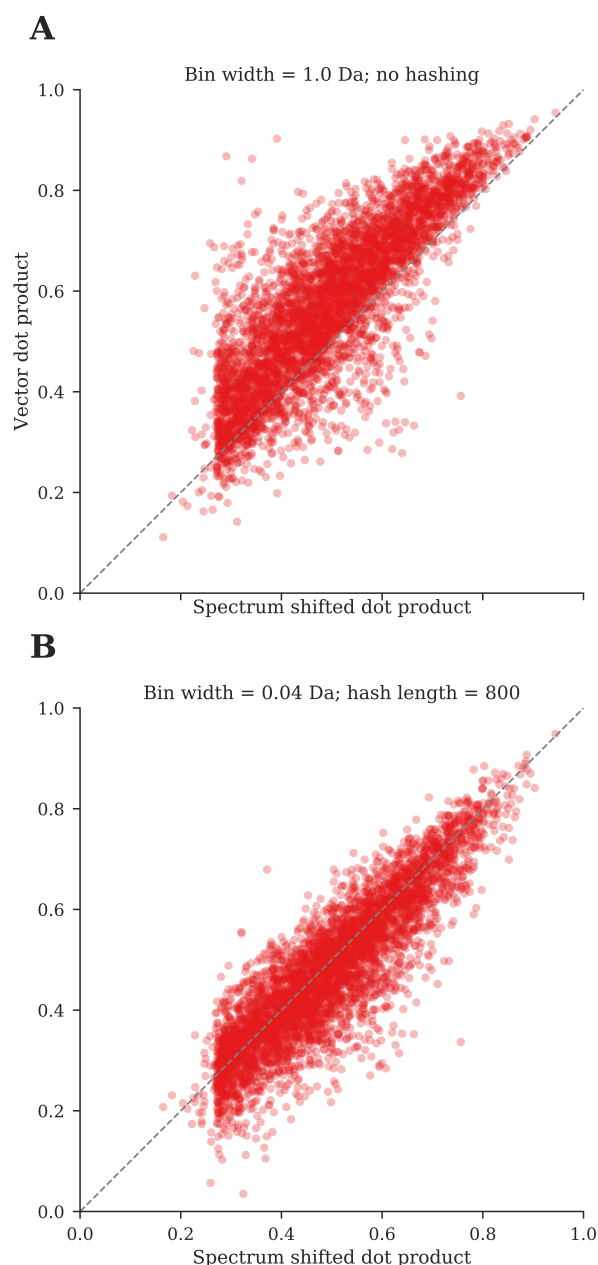 A
Bin width = 1.0 Da; no hashing
1.0
0.8
0.6
0.4
0.2
0.0
Vector dot product
Spectrum shifted dot product
B
Bin width = 0.04 Da; hash length = 800
1.0
0.8
0.6
0.4
0.2
0.0
0.0 0.2 0.4 0.6 0.8 1.0
Spectrum shifted dot product